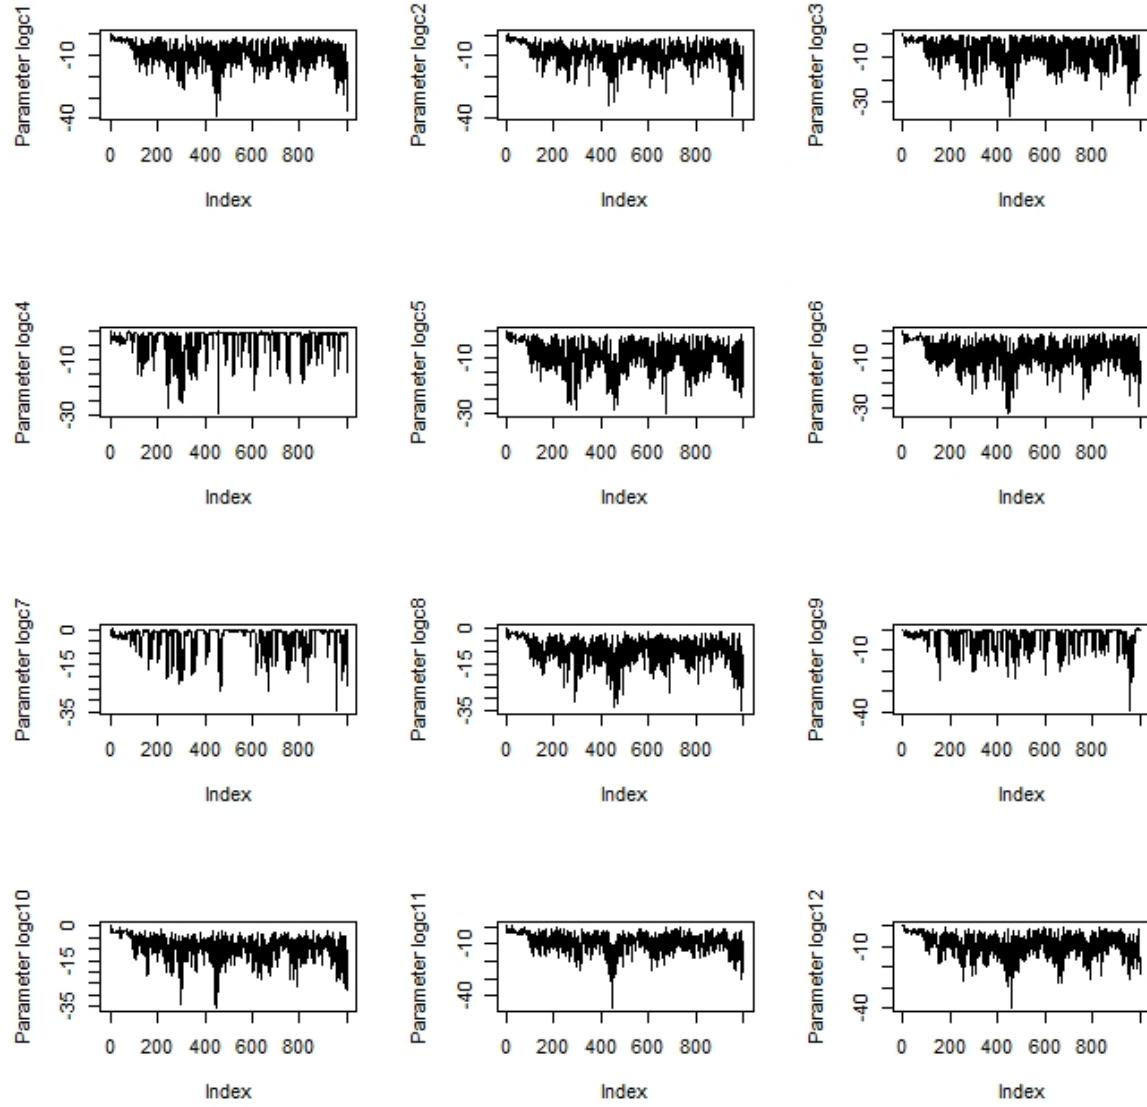 Parameter logc1
-10
-40
0 200 400 600 800
Index
Parameter logc2
-10
-40
0 200 400 600 800
Index
Parameter logc3
-10
-30
0 200 400 600 800
Index
Parameter logc4
-10
-30
0 200 400 600 800
Index
Parameter logc5
-10
-30
0 200 400 600 800
Index
Parameter logc6
-10
-30
0 200 400 600 800
Index
Parameter logc7
0
-15
-35
0 200 400 600 800
Index
Parameter logc8
0
-15
-35
0 200 400 600 800
Index
Parameter logc9
-10
-40
0 200 400 600 800
Index
Parameter logc10
0
-15
-35
0 200 400 600 800
Index
Parameter logc11
-10
-40
0 200 400 600 800
Index
Parameter logc12
-10
-40
0 200 400 600 800
Index